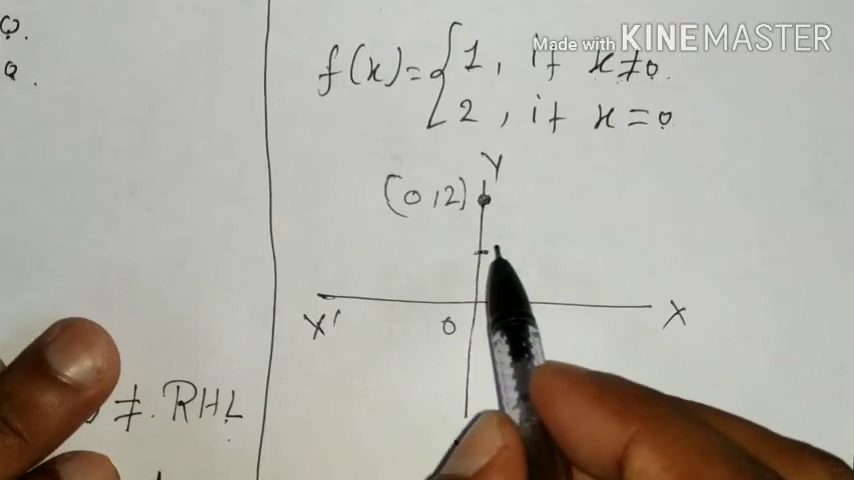 Made with KINEMASTER
f(x) = { 1, if x ≠ 0.
2, if x = 0
Y
(0,2)
X' 0 X
≠ RHL